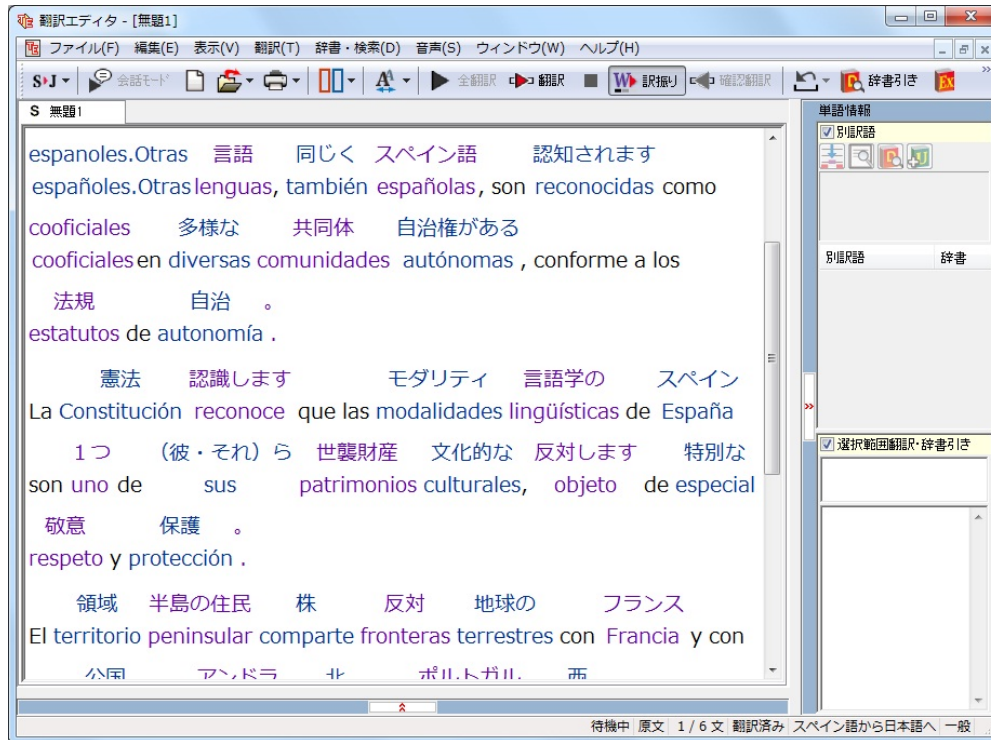 翻訳エディタ - [無題1]
ファイル(F) 編集(E) 表示(V) 翻訳(T) 辞書・検索(D) 音声(S) ウィンドウ(W) ヘルプ(H)
S▸J 会話モード 全翻訳 翻訳 訳振り 確認翻訳 辞書引き
S 無題1
espanoles.Otras 言語 同じく スペイン語 認知されます
españoles.Otras lenguas, también españolas, son reconocidas como
cooficiales 多様な 共同体 自治権がある
cooficiales en diversas comunidades autónomas , conforme a los
法規 自治 。
estatutos de autonomía .
憲法 認識します モダリティ 言語学の スペイン
La Constitución reconoce que las modalidades lingüísticas de España
1つ （彼・それ）ら 世襲財産 文化的な 反対します 特別な
son uno de sus patrimonios culturales, objeto de especial
敬意 保護 。
respeto y protección .
領域 半島の住民 株 反対 地球の フランス
El territorio peninsular comparte fronteras terrestres con Francia y con
公国 アンドラ 北 ポルトガル 西
単語情報
別訳語
別訳語 辞書
選択範囲翻訳・辞書引き
待機中 原文 1 / 6 文 翻訳済み スペイン語から日本語へ 一般